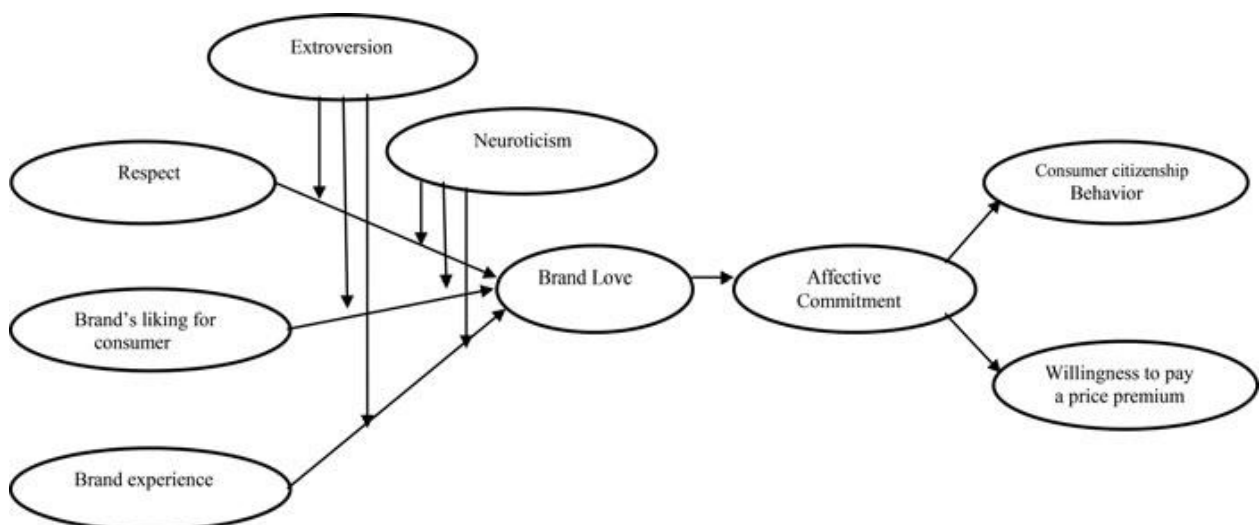 Extroversion
Neuroticism
Respect
Consumer citizenship
Behavior
Brand Love
Affective
Commitment
Brand's liking for
consumer
Willingness to pay
a price premium
Brand experience